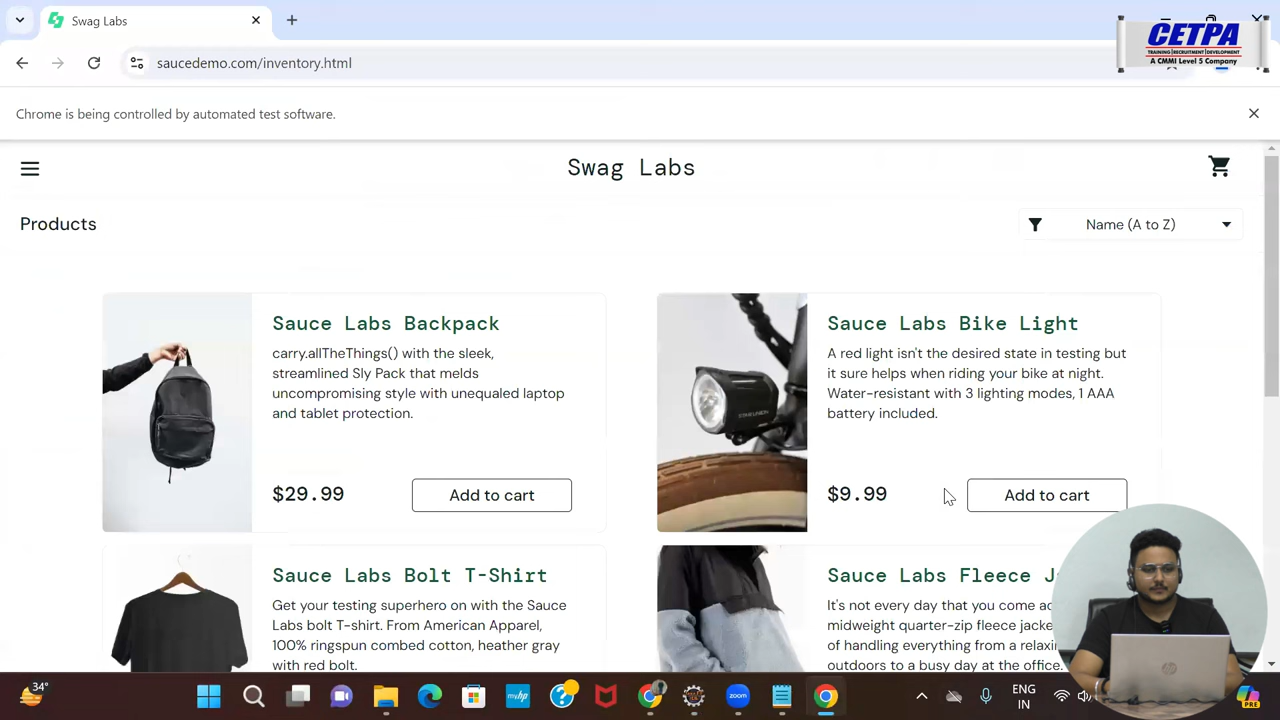 Swag Labs
CETPA
TRAINING|RECRUITMENT|DEVELOPMENT
A CMMI Level 5 Company
saucedemo.com/inventory.html
Chrome is being controlled by automated test software.
Swag Labs
Products
Name (A to Z)
Sauce Labs Backpack
carry.allTheThings() with the sleek,
streamlined Sly Pack that melds
uncompromising style with unequaled laptop
and tablet protection.
$29.99
Add to cart
Sauce Labs Bike Light
A red light isn't the desired state in testing but
it sure helps when riding your bike at night.
Water-resistant with 3 lighting modes, 1 AAA
battery included.
$9.99
Add to cart
Sauce Labs Bolt T-Shirt
Get your testing superhero on with the Sauce
Labs bolt T-shirt. From American Apparel,
100% ringspun combed cotton, heather gray
with red bolt.
Sauce Labs Fleece
It's not every day that you come
midweight quarter-zip fleece
of handling everything from a
outdoors to a busy day at the office.
34°
myhp
zoom
ENG
IN
PRE